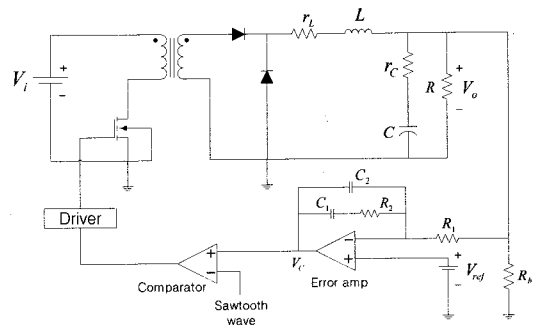 r_L
L
V_i
+
−
r_C
R
+
V_o
−
C
C_2
C_1
R_2
Driver
R_1
+
−
V_C
−
+
+
V_ref
−
R_b
Comparator
Error amp
Sawtooth
wave